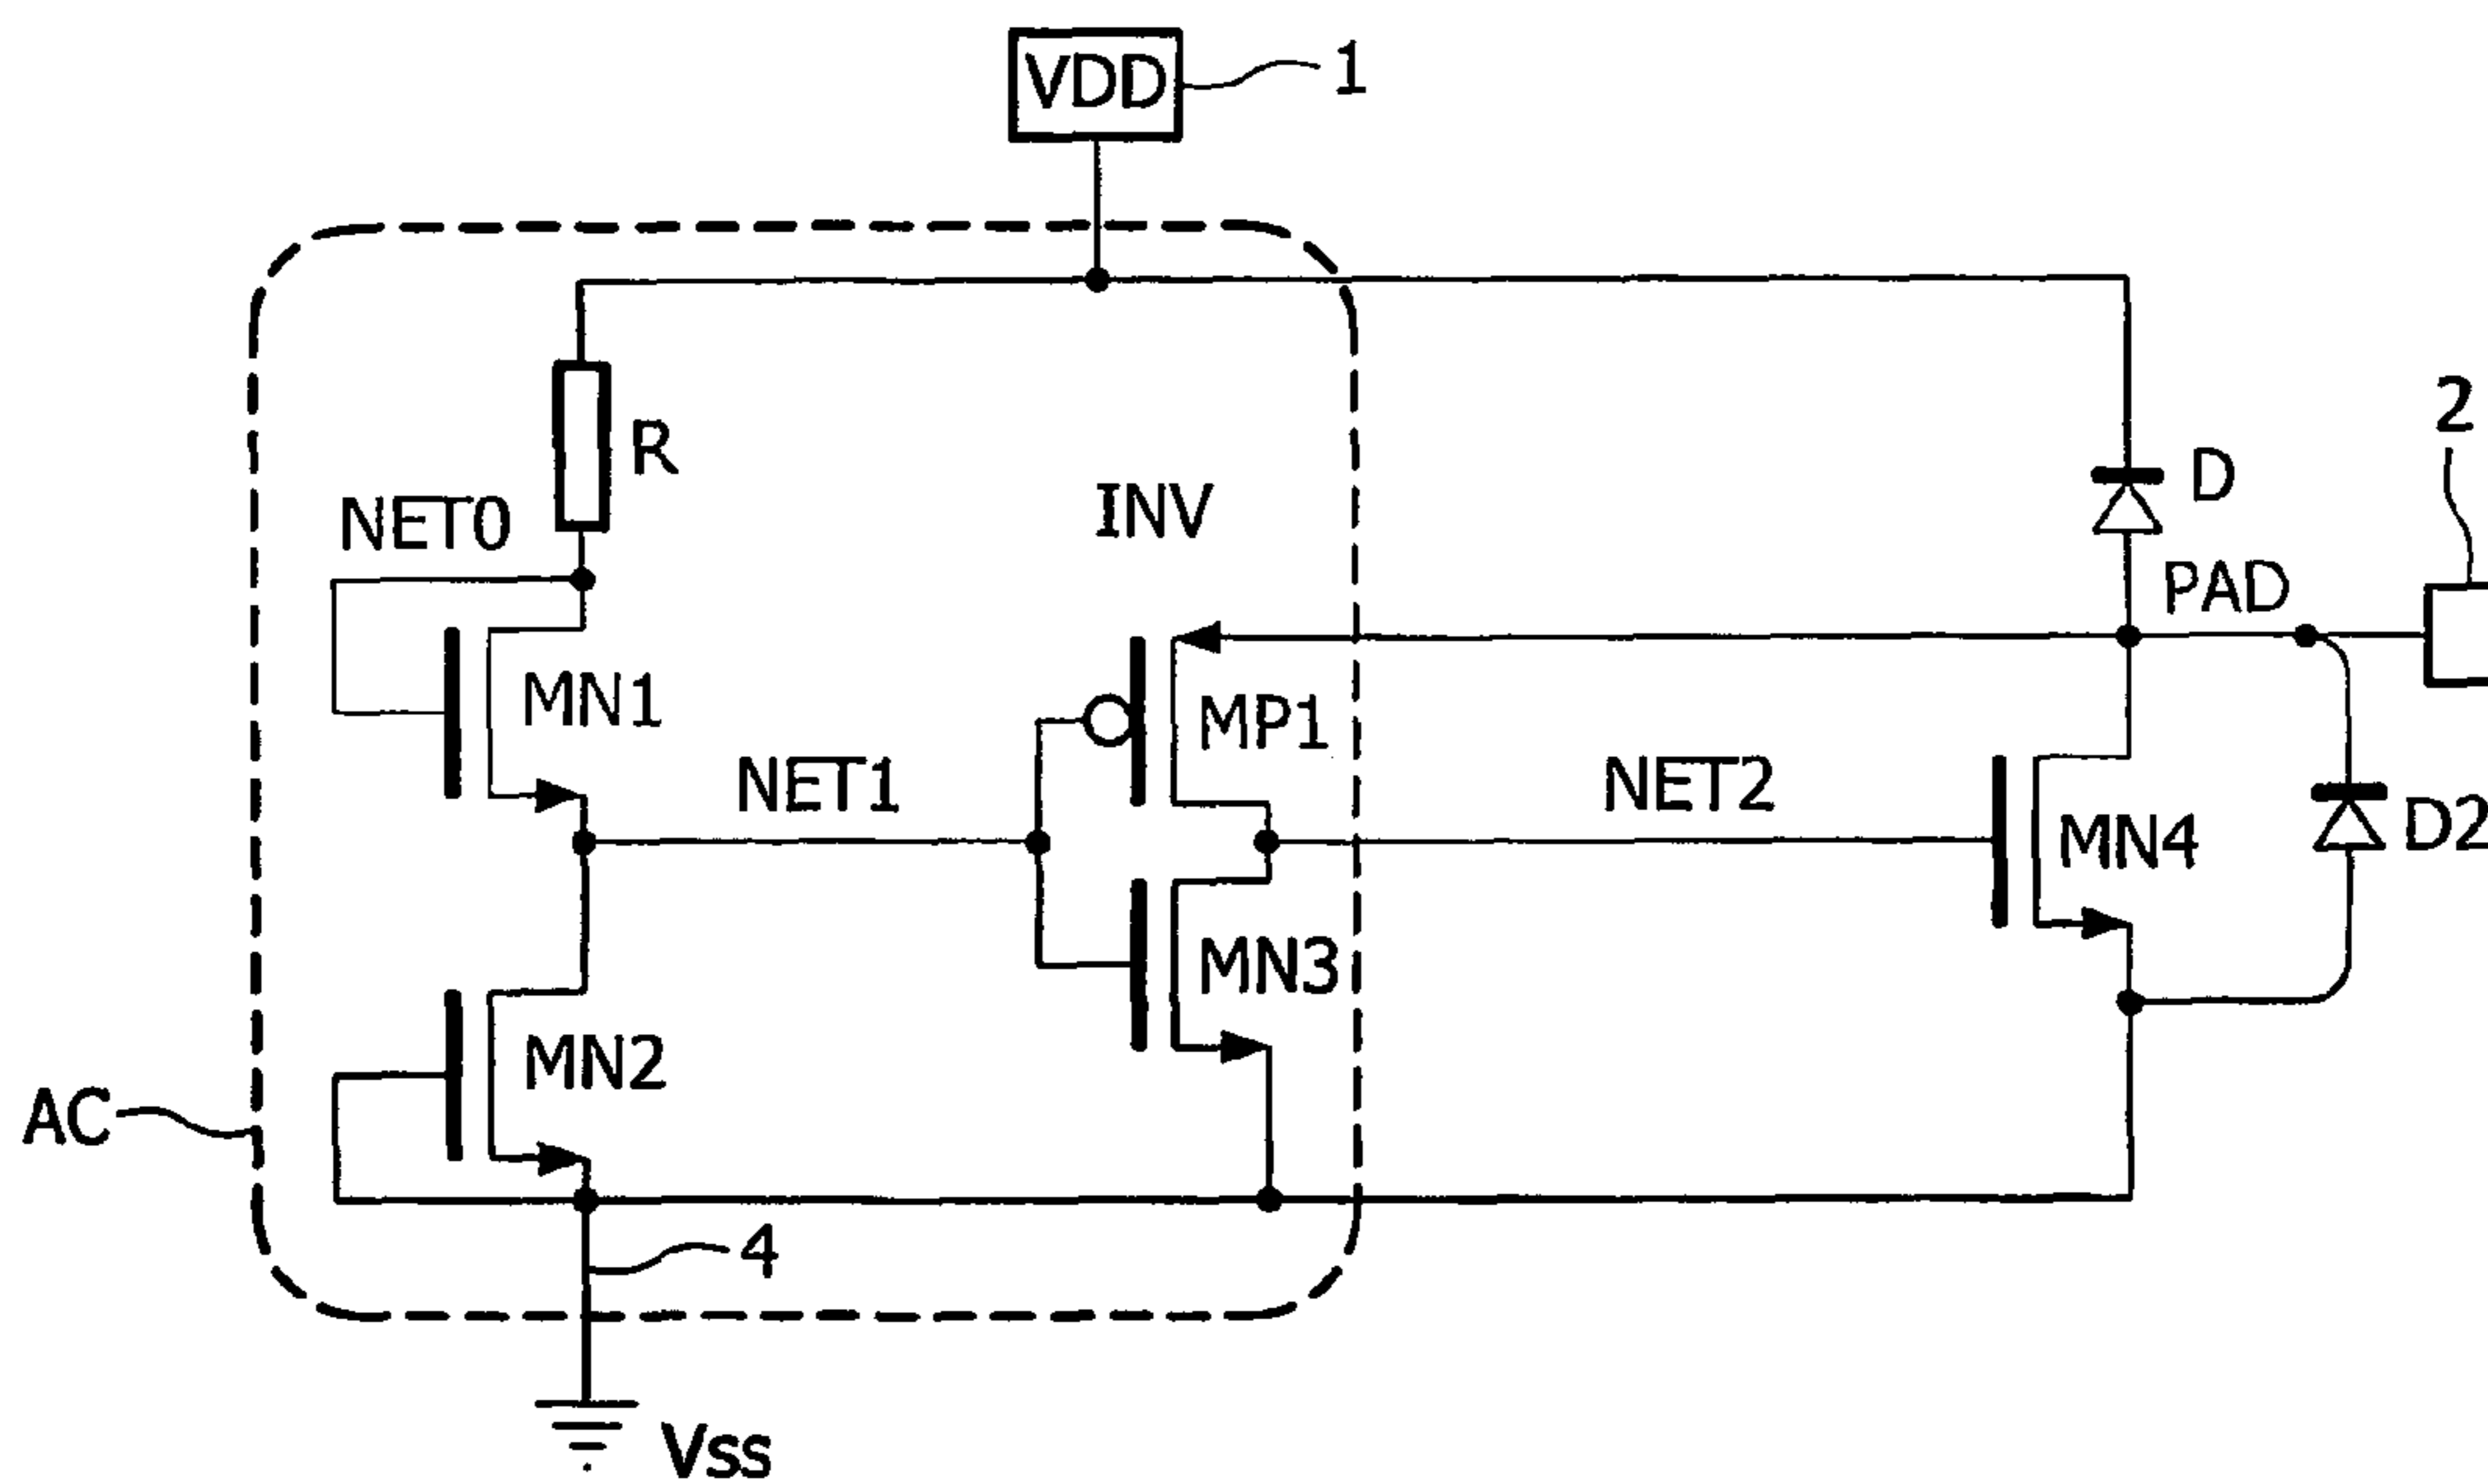 VDD
1
2
R
D
NET0
INV
PAD
MN1
MP1
NET1
NET2
MN4
D2
MN3
MN2
AC
4
Vss